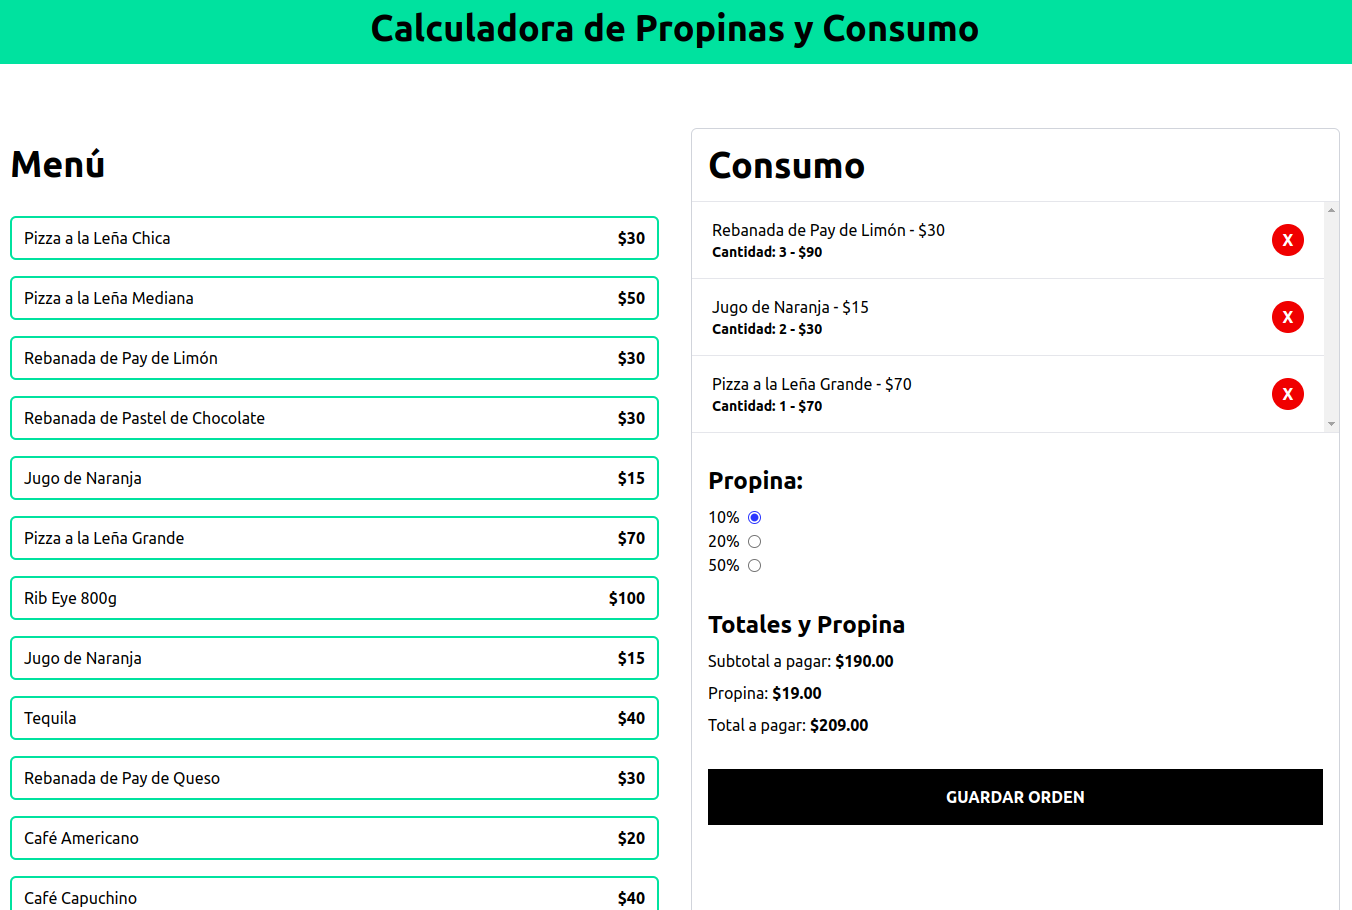 Calculadora de Propinas y Consumo
Menú
Pizza a la Leña Chica $30
Pizza a la Leña Mediana $50
Rebanada de Pay de Limón $30
Rebanada de Pastel de Chocolate $30
Jugo de Naranja $15
Pizza a la Leña Grande $70
Rib Eye 800g $100
Jugo de Naranja $15
Tequila $40
Rebanada de Pay de Queso $30
Café Americano $20
Café Capuchino $40
Consumo
Rebanada de Pay de Limón - $30
Cantidad: 3 - $90
X
Jugo de Naranja - $15
Cantidad: 2 - $30
X
Pizza a la Leña Grande - $70
Cantidad: 1 - $70
X
Propina:
10%
20%
50%
Totales y Propina
Subtotal a pagar: $190.00
Propina: $19.00
Total a pagar: $209.00
GUARDAR ORDEN